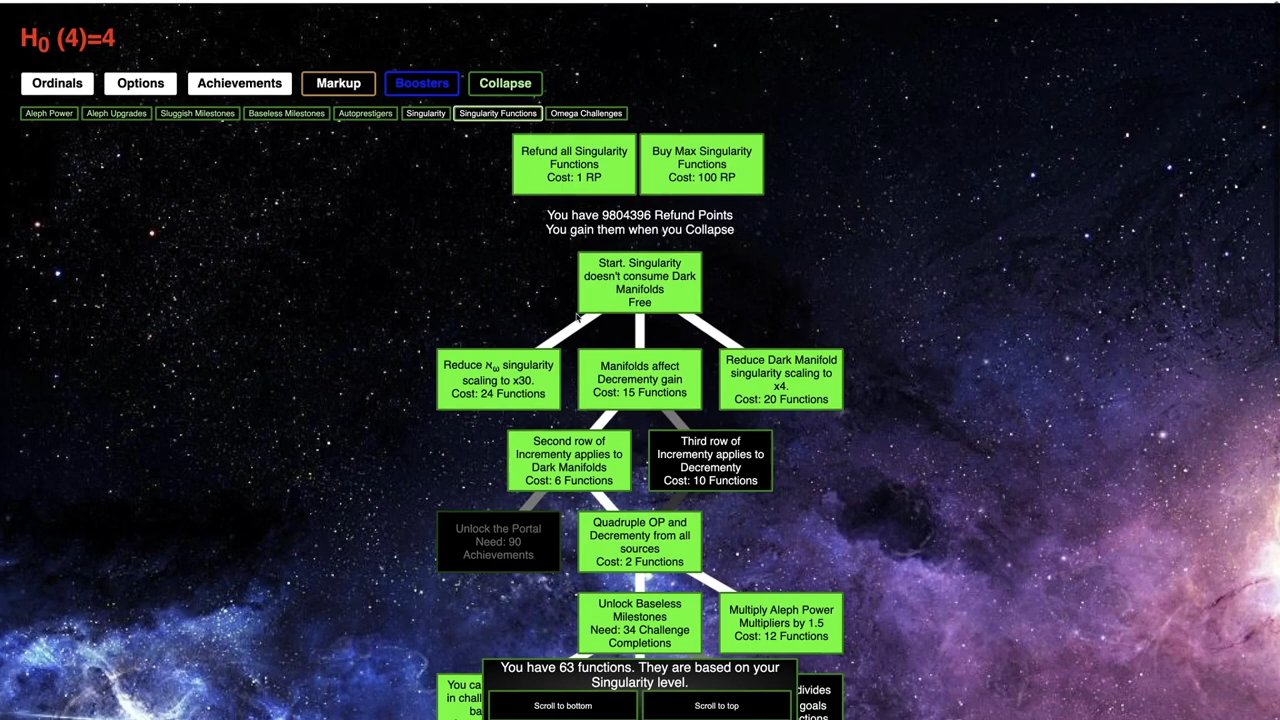 H₀ (4)=4
Ordinals
Options
Achievements
Markup
Boosters
Collapse
Aleph Power
Aleph Upgrades
Sluggish Milestones
Baseless Milestones
Autoprestigers
Singularity
Singularity Functions
Omega Challenges
Refund all Singularity
Functions
Cost: 1 RP
Buy Max Singularity
Functions
Cost: 100 RP
You have 9804396 Refund Points
You gain them when you Collapse
Start. Singularity
doesn't consume Dark
Manifolds
Free
Reduce ℵω singularity
scaling to x30.
Cost: 24 Functions
Manifolds affect
Decrementy gain
Cost: 15 Functions
Reduce Dark Manifold
singularity scaling to
x4.
Cost: 20 Functions
Second row of
Incrementy applies to
Dark Manifolds
Cost: 6 Functions
Third row of
Incrementy applies to
Decrementy
Cost: 10 Functions
Unlock the Portal
Need: 90
Achievements
Quadruple OP and
Decrementy from all
sources
Cost: 2 Functions
Unlock Baseless
Milestones
Need: 34 Challenge
Completions
Multiply Aleph Power
Multipliers by 1.5
Cost: 12 Functions
You ca
in chall
ba
You have 63 functions. They are based on your
Singularity level.
Scroll to bottom
Scroll to top
divides
goals